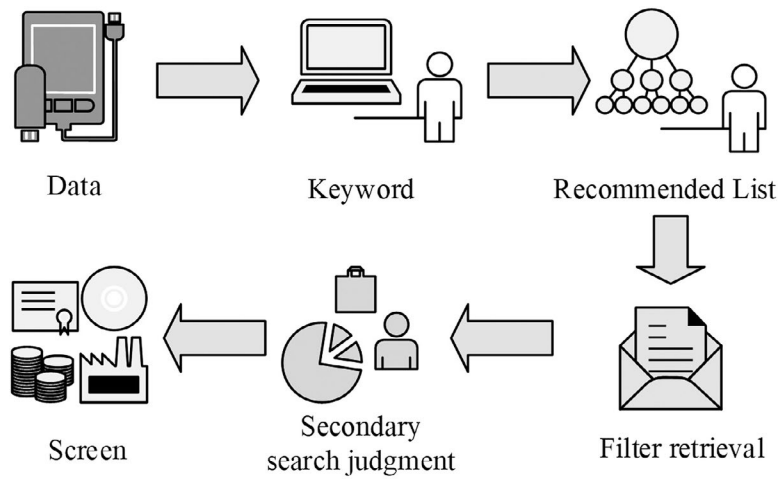 Data
Keyword
Recommended List
Filter retrieval
Secondary
search judgment
Screen